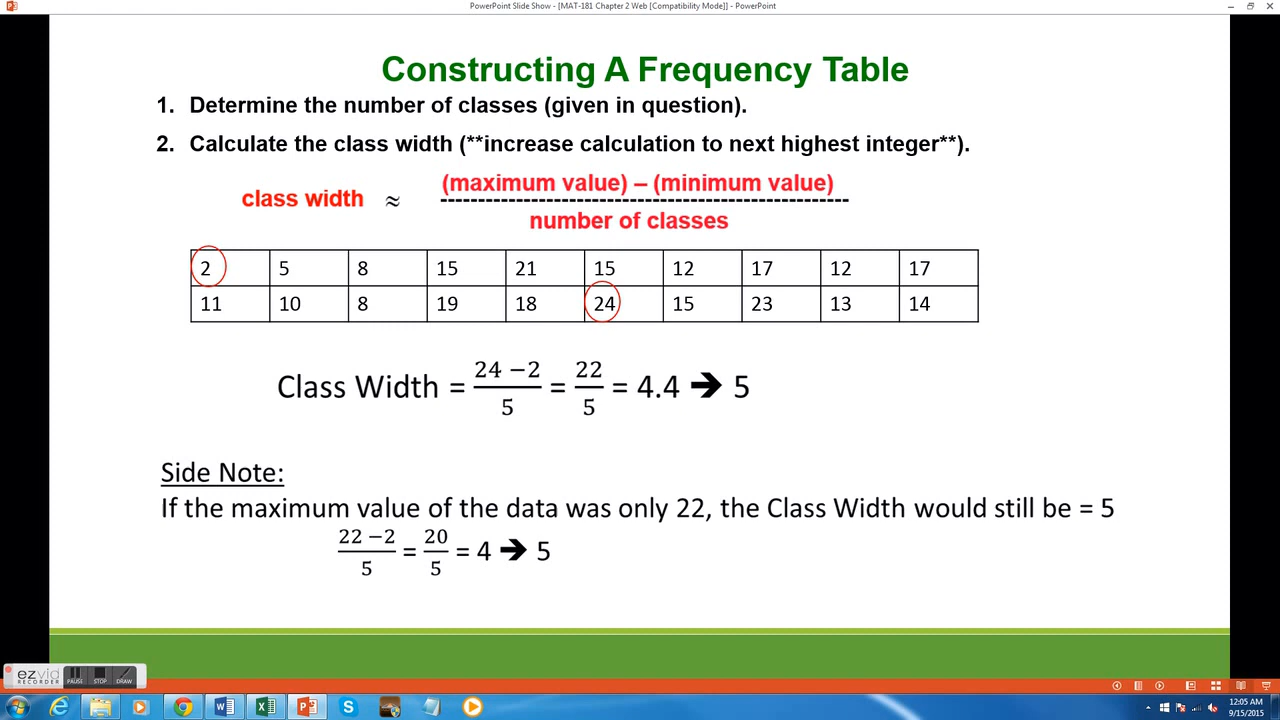 PowerPoint Slide Show - [MAT-181 Chapter 2 Web [Compatibility Mode]] - PowerPoint
Constructing A Frequency Table
1. Determine the number of classes (given in question).
2. Calculate the class width (**increase calculation to next highest integer**).
class width ≈ (maximum value) – (minimum value)
number of classes
2 5 8 15 21 15 12 17 12 17
11 10 8 19 18 24 15 23 13 14
Class Width = 24 −2 / 5 = 22 / 5 = 4.4 🡺 5
Side Note:
If the maximum value of the data was only 22, the Class Width would still be = 5
22 −2 / 5 = 20 / 5 = 4 🡺 5
ezvid
RECORDER
PAUSE STOP DRAW
12:05 AM
9/15/2015